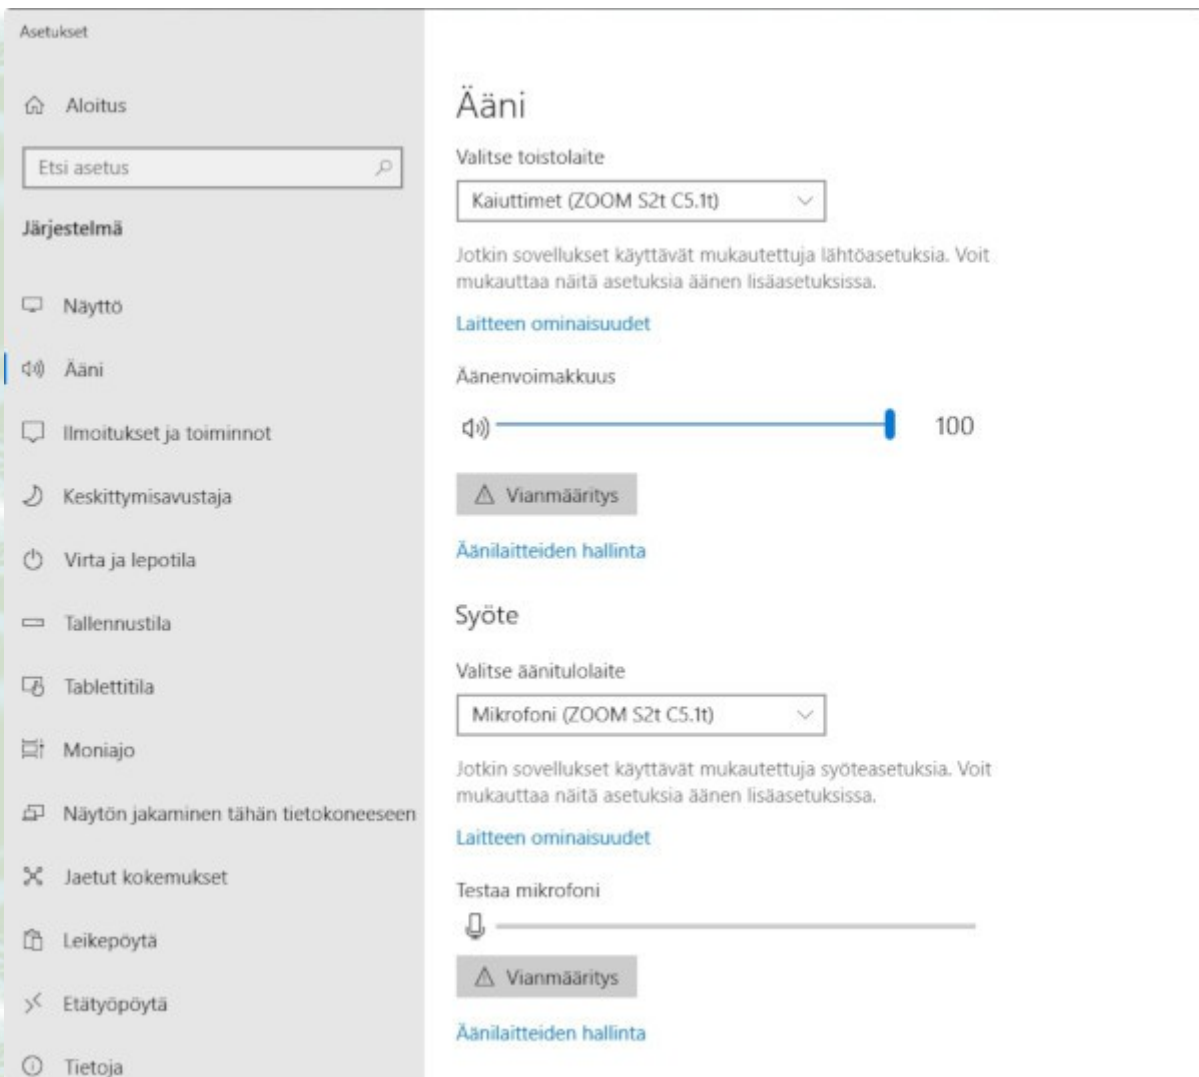 Asetukset
Aloitus
Etsi asetus
Järjestelmä
Näyttö
Ääni
Ilmoitukset ja toiminnot
Keskittymisavustaja
Virta ja lepotila
Tallennustila
Tablettitila
Moniajo
Näytön jakaminen tähän tietokoneeseen
Jaetut kokemukset
Leikepöytä
Etätyöpöytä
Tietoja
Ääni
Valitse toistolaite
Kaiuttimet (ZOOM S2t C5.1t)
Jotkin sovellukset käyttävät mukautettuja lähtöasetuksia. Voit
mukauttaa näitä asetuksia äänen lisäasetuksissa.
Laitteen ominaisuudet
Äänenvoimakkuus
100
Vianmääritys
Äänilaitteiden hallinta
Syöte
Valitse äänitulolaite
Mikrofoni (ZOOM S2t C5.1t)
Jotkin sovellukset käyttävät mukautettuja syöteasetuksia. Voit
mukauttaa näitä asetuksia äänen lisäasetuksissa.
Laitteen ominaisuudet
Testaa mikrofoni
Vianmääritys
Äänilaitteiden hallinta